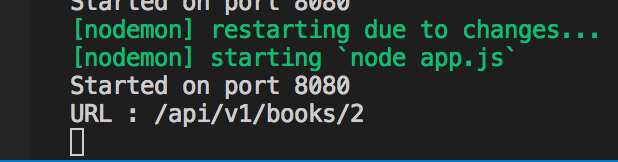 Started on port 8080
[nodemon] restarting due to changes...
[nodemon] starting `node app.js`
Started on port 8080
URL : /api/v1/books/2